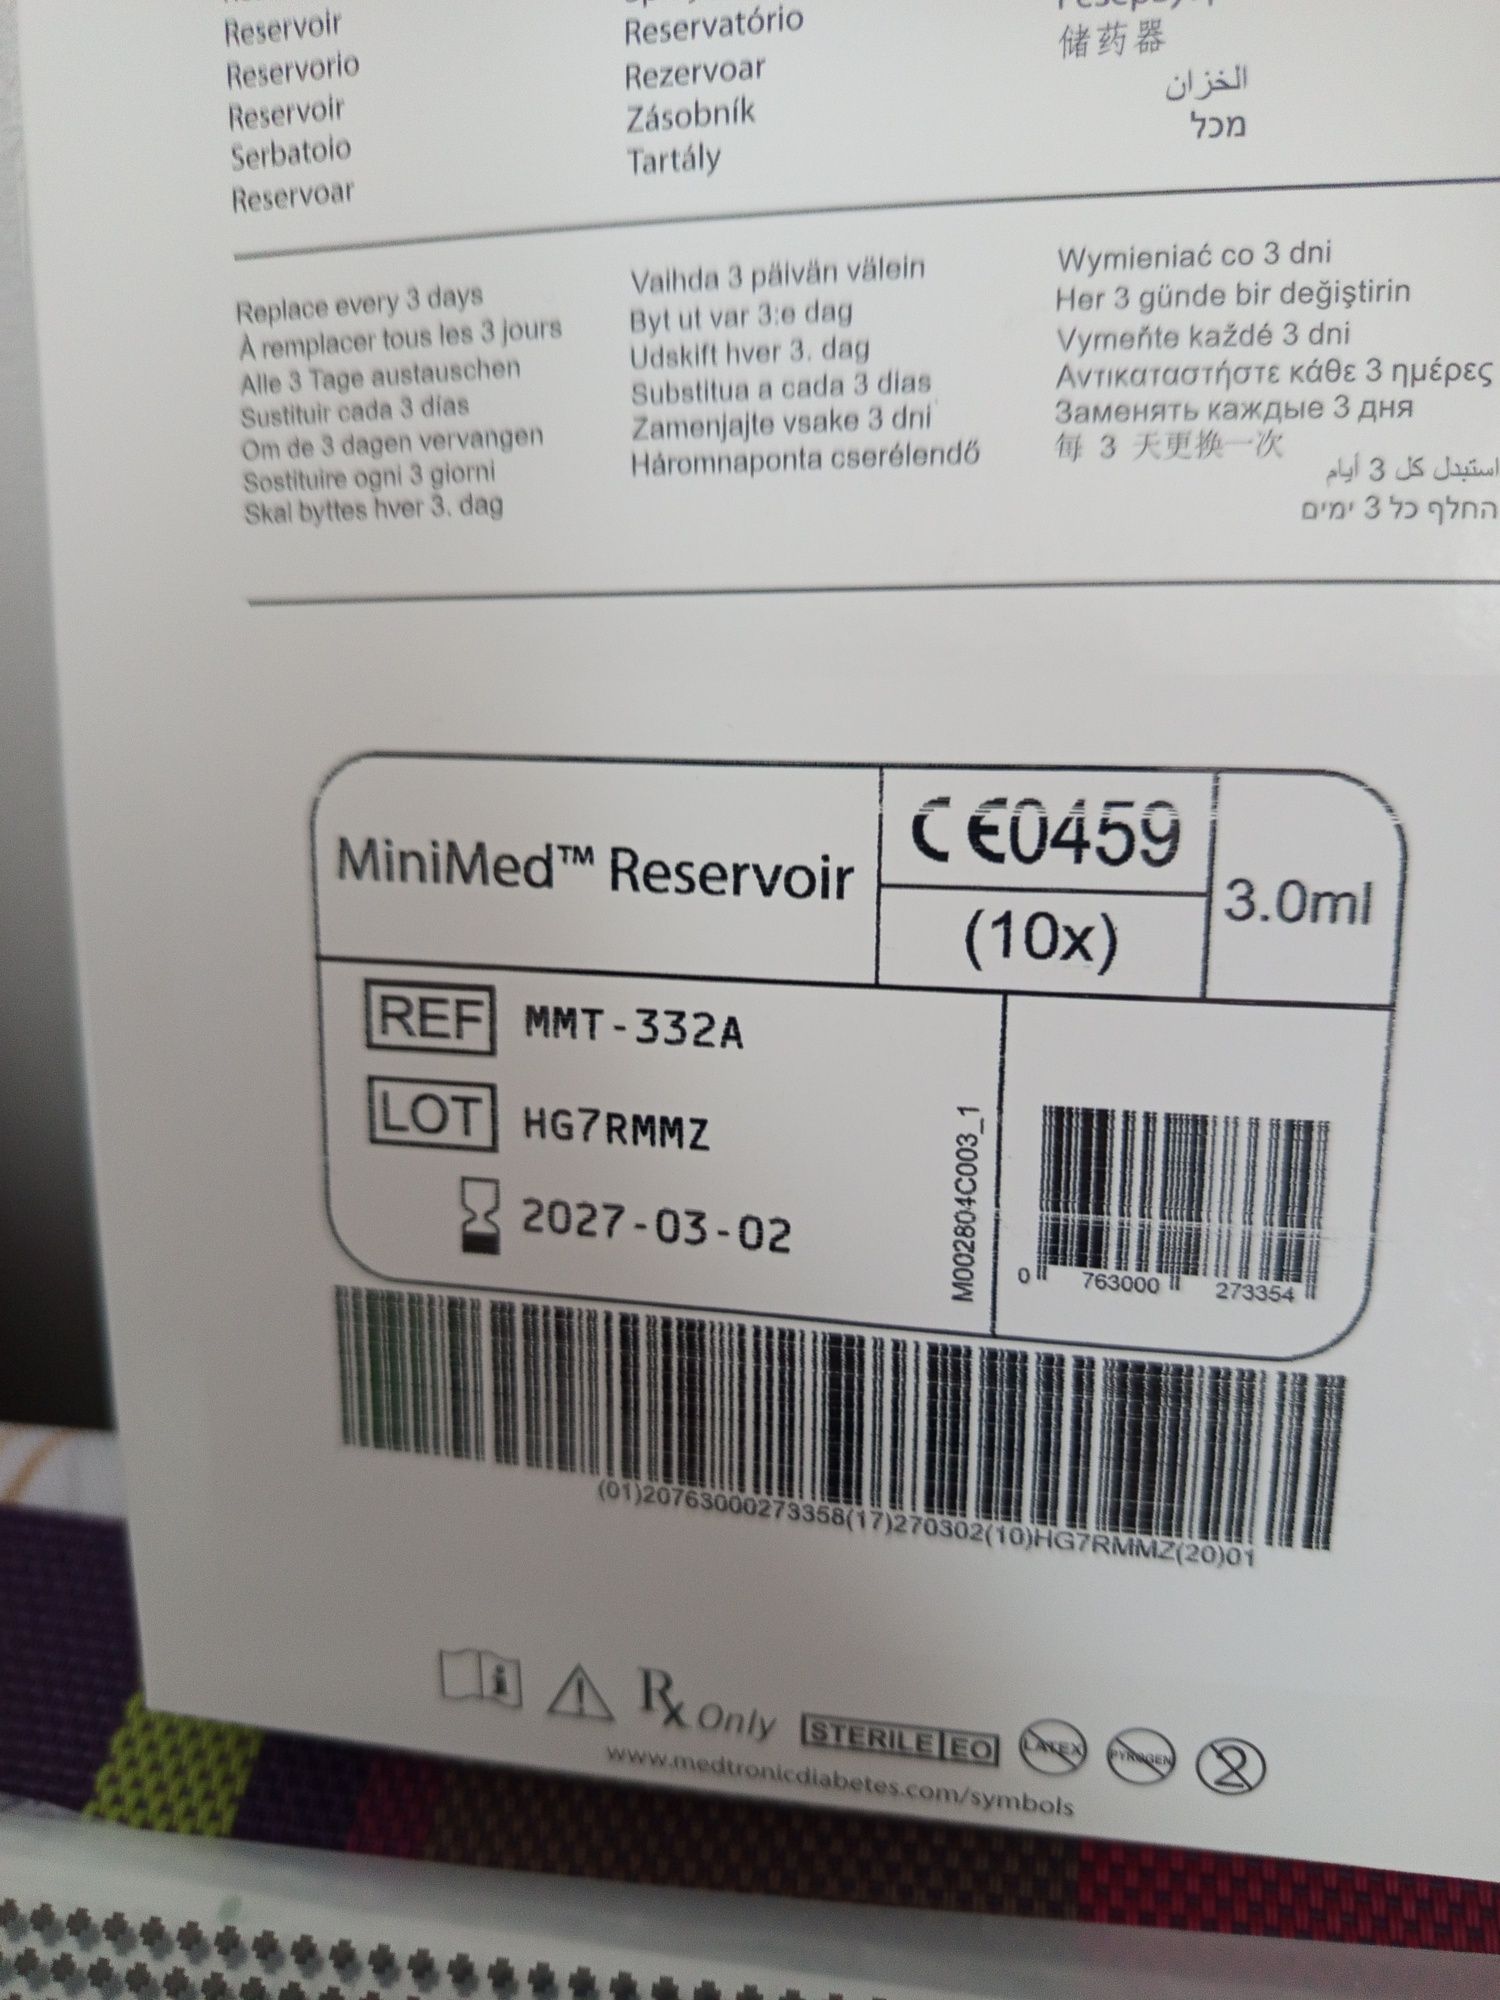 Reservoir
Reservorio
Reservoir
Serbatoio
Reservoar
Reservatório
Rezervoar
Zásobník
Tartály
储药器
الخزان
מכל
Replace every 3 days
À remplacer tous les 3 jours
Alle 3 Tage austauschen
Sustituir cada 3 días
Om de 3 dagen vervangen
Sostituire ogni 3 giorni
Skal byttes hver 3. dag
Vaihda 3 päivän välein
Byt ut var 3:e dag
Udskift hver 3. dag
Substitua a cada 3 dias
Zamenjajte vsake 3 dni
Háromnaponta cserélendő
Wymieniać co 3 dni
Her 3 günde bir değiştirin
Vymeňte každé 3 dni
Αντικαταστήστε κάθε 3 ημέρες
Заменять каждые 3 дня
每 3 天更换一次
استبدل كل 3 أيام
החלף כל 3 ימים
MiniMed™ Reservoir
CE0459
(10x)
3.0ml
REF MMT-332A
LOT HG7RMMZ
2027-03-02
M002804C003_1
0 763000 273354
(01)20763000273358(17)270302(10)HG7RMMZ(20)01
Rx Only
STERILE EO
LATEX
PYROGEN
2
www.medtronicdiabetes.com/symbols